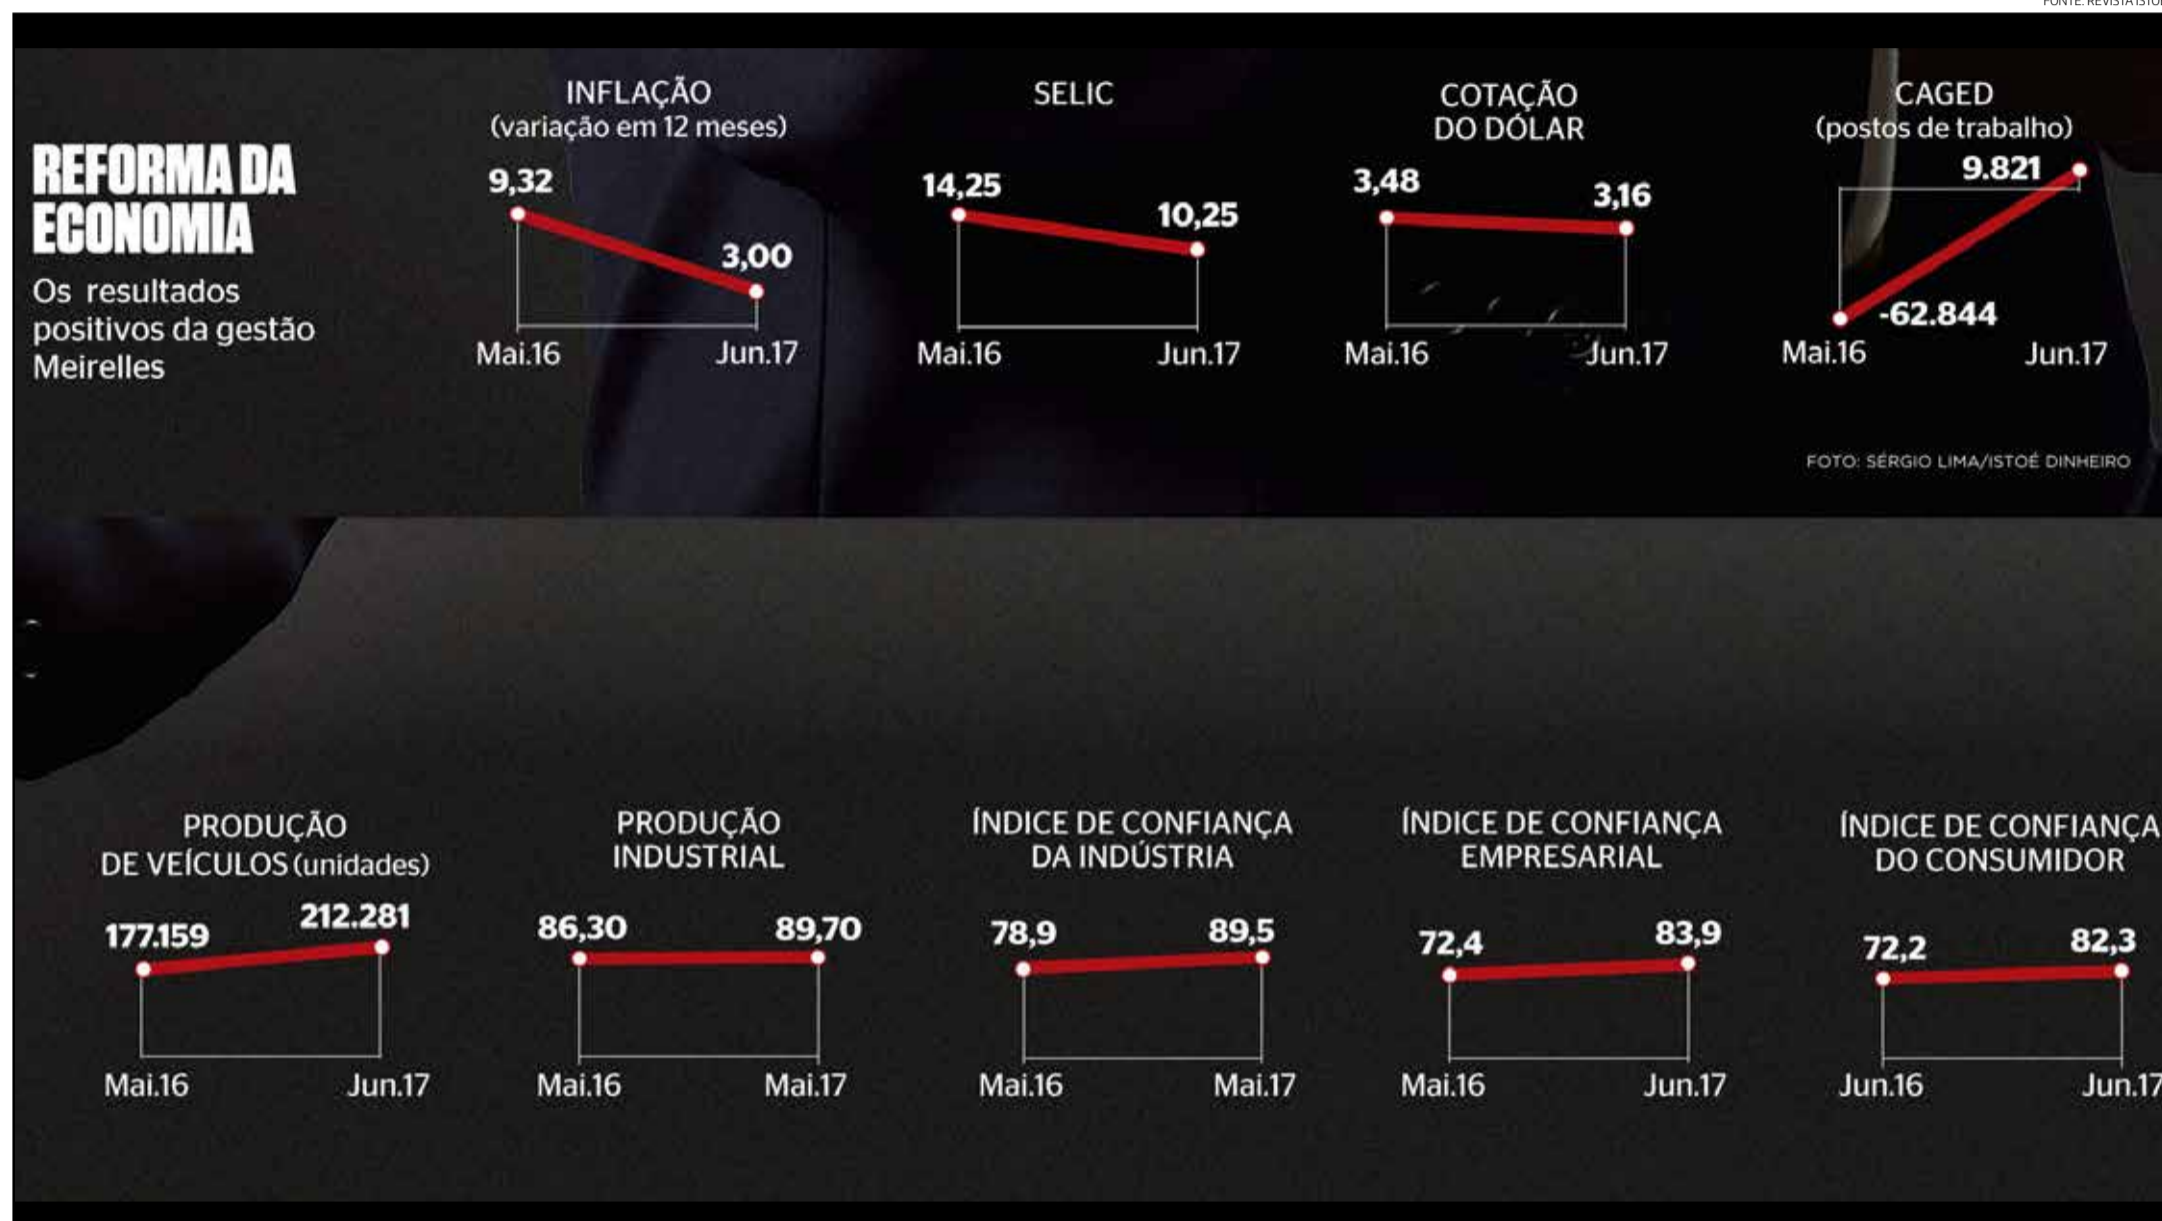 FONTE: REVISTA
REFORMA DA
ECONOMIA
Os resultados
positivos da gestão
Meirelles
INFLAÇÃO
(variação em 12 meses)
9,32
3,00
Mai.16 Jun.17
SELIC
14,25
10,25
Mai.16 Jun.17
COTAÇÃO
DO DÓLAR
3,48
3,16
Mai.16 Jun.17
CAGED
(postos de trabalho)
9.821
-62.844
Mai.16 Jun.17
FOTO: SÉRGIO LIMA/ISTOÉ DINHEIRO
PRODUÇÃO
DE VEÍCULOS (unidades)
177.159
212.281
Mai.16 Jun.17
PRODUÇÃO
INDUSTRIAL
86,30 89,70
Mai.16 Mai.17
ÍNDICE DE CONFIANÇA
DA INDÚSTRIA
78,9 89,5
Mai.16 Mai.17
ÍNDICE DE CONFIANÇA
EMPRESARIAL
72,4 83,9
Mai.16 Jun.17
ÍNDICE DE CONFIANÇA
DO CONSUMIDOR
72,2 82,3
Jun.16 Jun.17